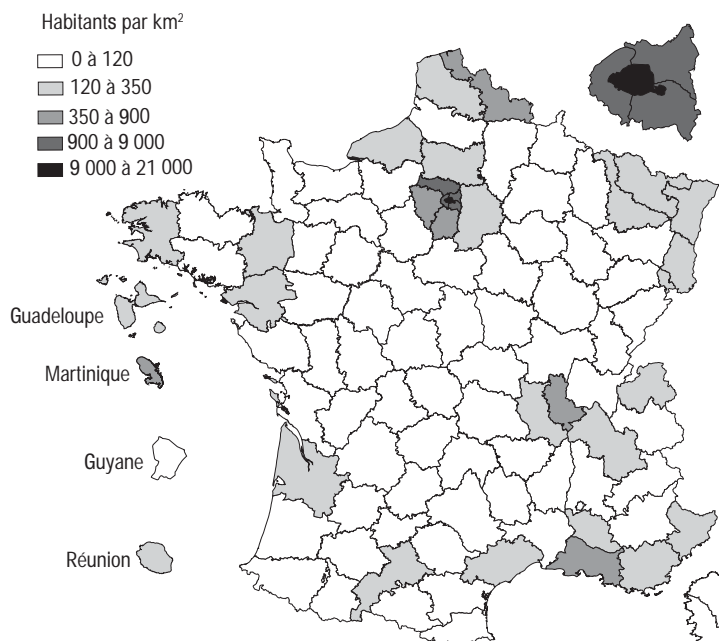 Habitants par km²
0 à 120
120 à 350
350 à 900
900 à 9 000
9 000 à 21 000
Guadeloupe
Martinique
Guyane
Réunion